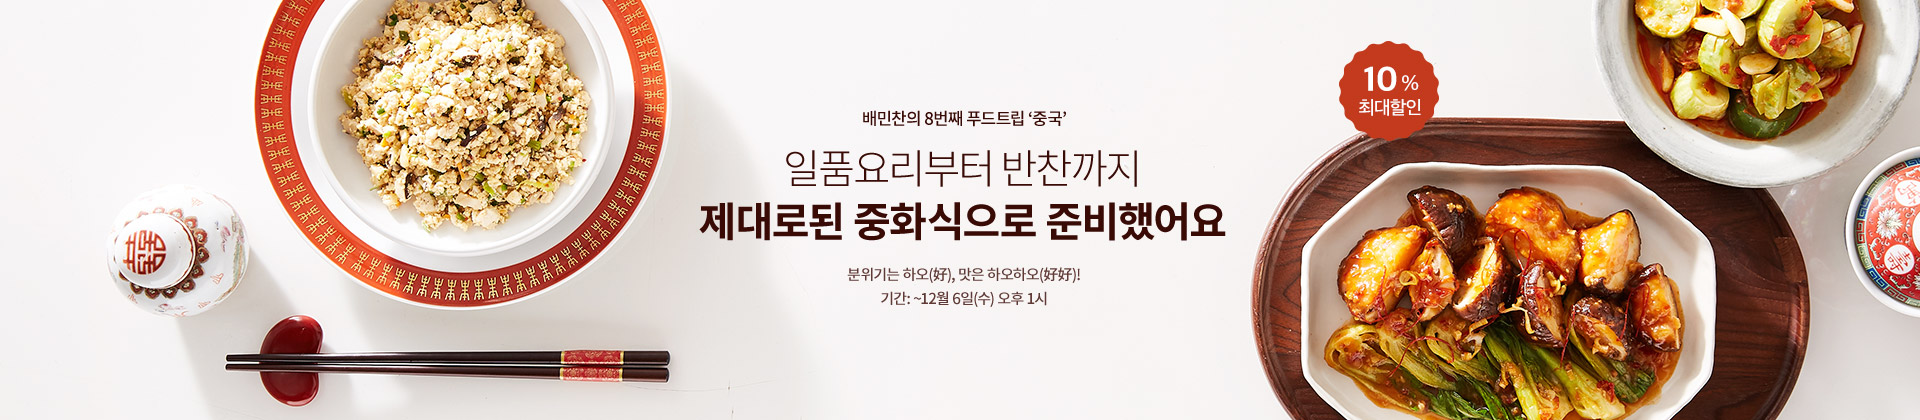 배민찬의 8번째 푸드트립 ‘중국’
일품요리부터 반찬까지
제대로된 중화식으로 준비했어요
분위기는 하오(好), 맛은 하오하오(好好)!
기간: ~12월 6일(수) 오후 1시
10 %
최대할인